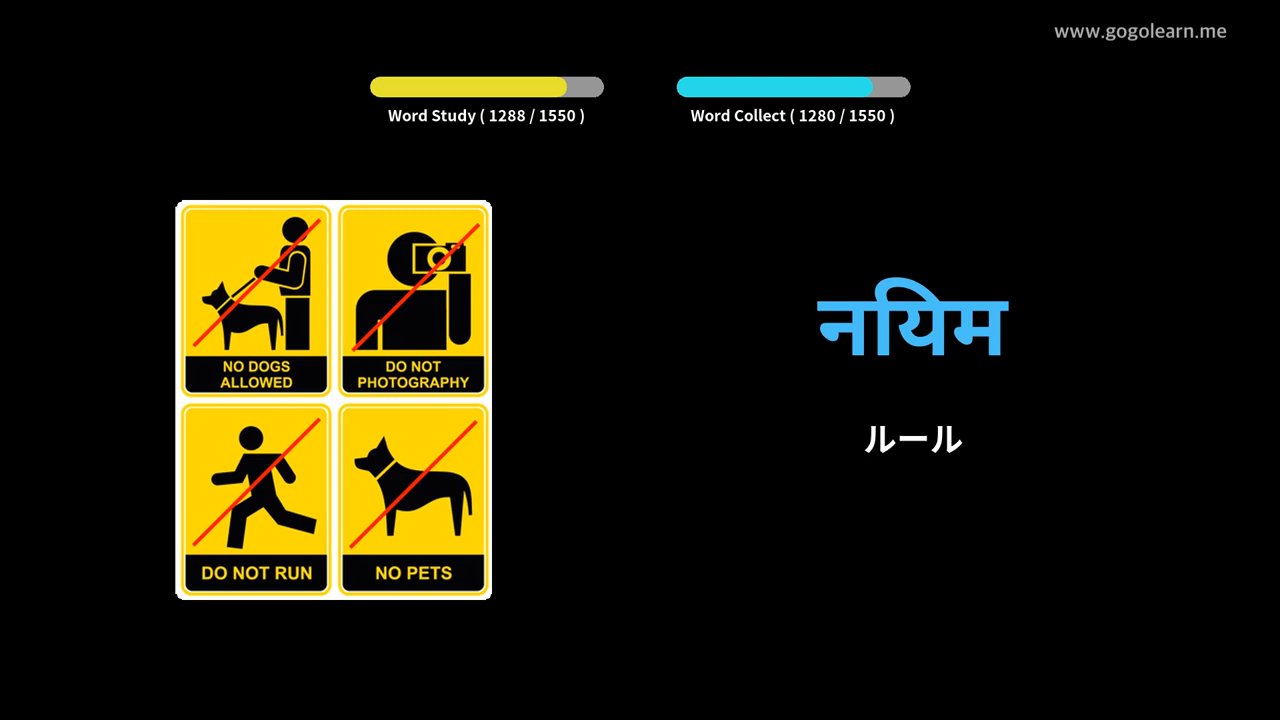 www.gogolearn.me
Word Study ( 1288 / 1550 )
Word Collect ( 1280 / 1550 )
NO DOGS
ALLOWED
DO NOT
PHOTOGRAPHY
DO NOT RUN
NO PETS
नयिम
ルール